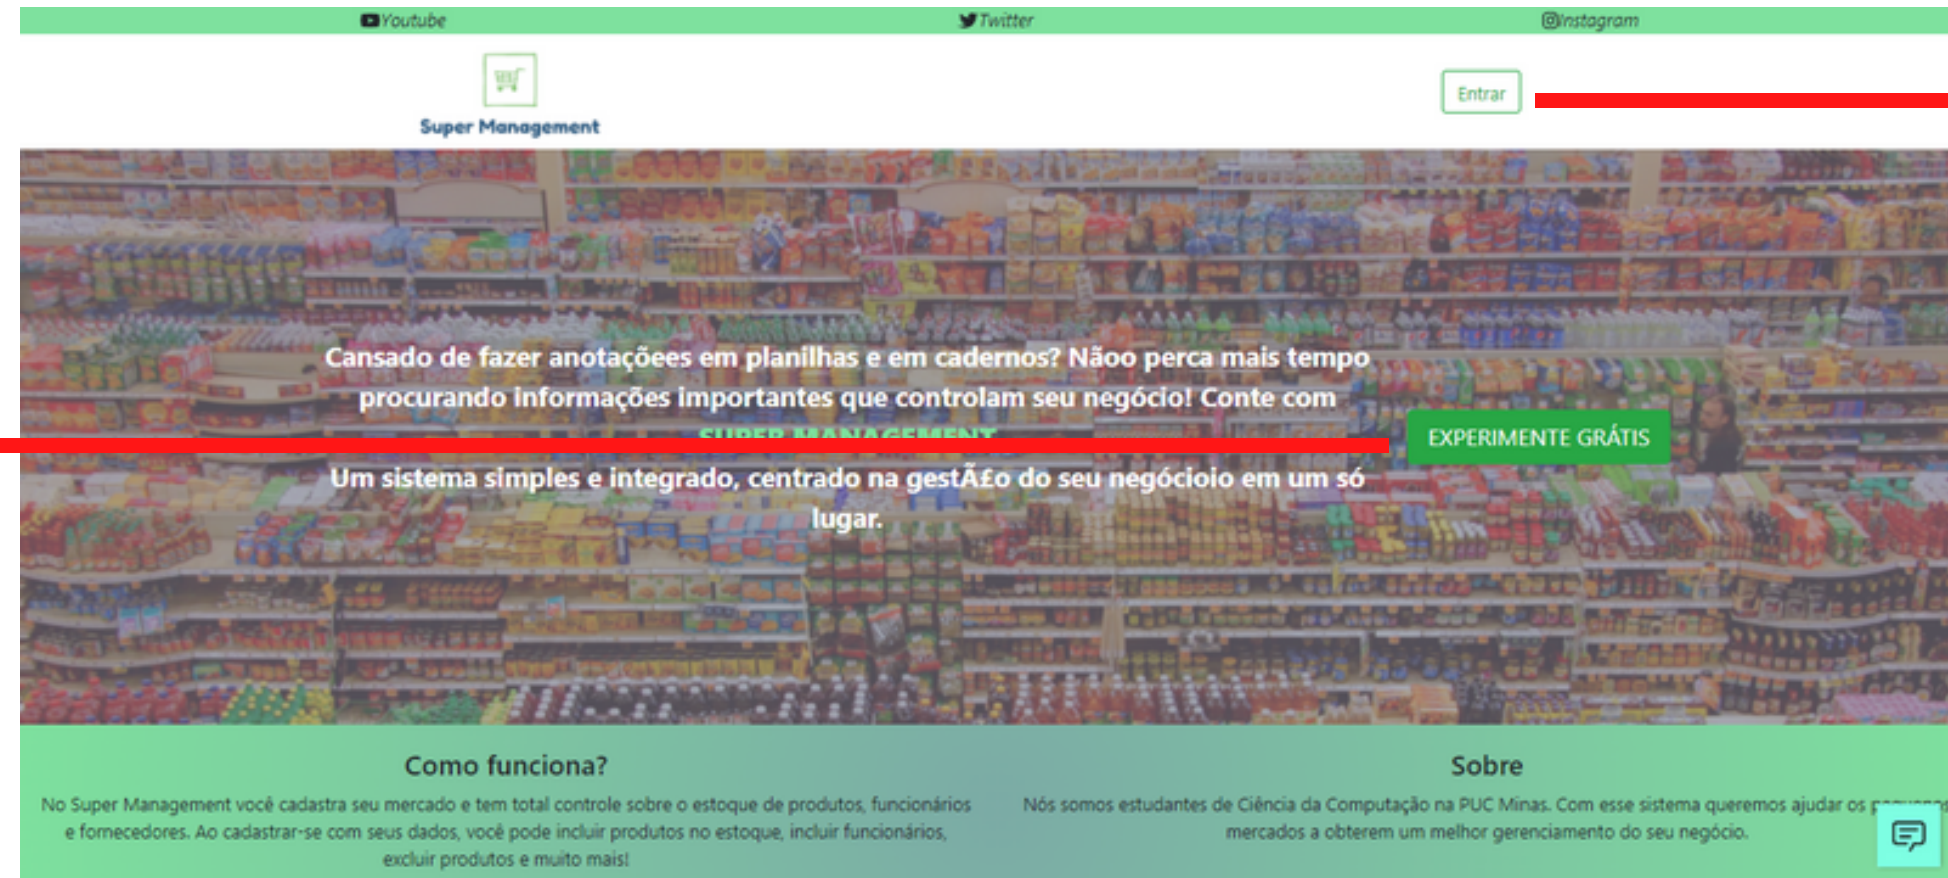 Youtube
Twitter
Instagram
Super Management
Entrar
Cansado de fazer anotaçõees em planilhas e em cadernos? Nãoo perca mais tempo
procurando informações importantes que controlam seu negócio! Conte com
SUPER MANAGEMENT
Um sistema simples e integrado, centrado na gestÃ£o do seu negócioio em um só
lugar.
EXPERIMENTE GRÁTIS
Como funciona?
No Super Management você cadastra seu mercado e tem total controle sobre o estoque de produtos, funcionários
e fornecedores. Ao cadastrar-se com seus dados, você pode incluir produtos no estoque, incluir funcionários,
excluir produtos e muito mais!
Sobre
Nós somos estudantes de Ciência da Computação na PUC Minas. Com esse sistema queremos ajudar os
mercados a obterem um melhor gerenciamento do seu negócio.